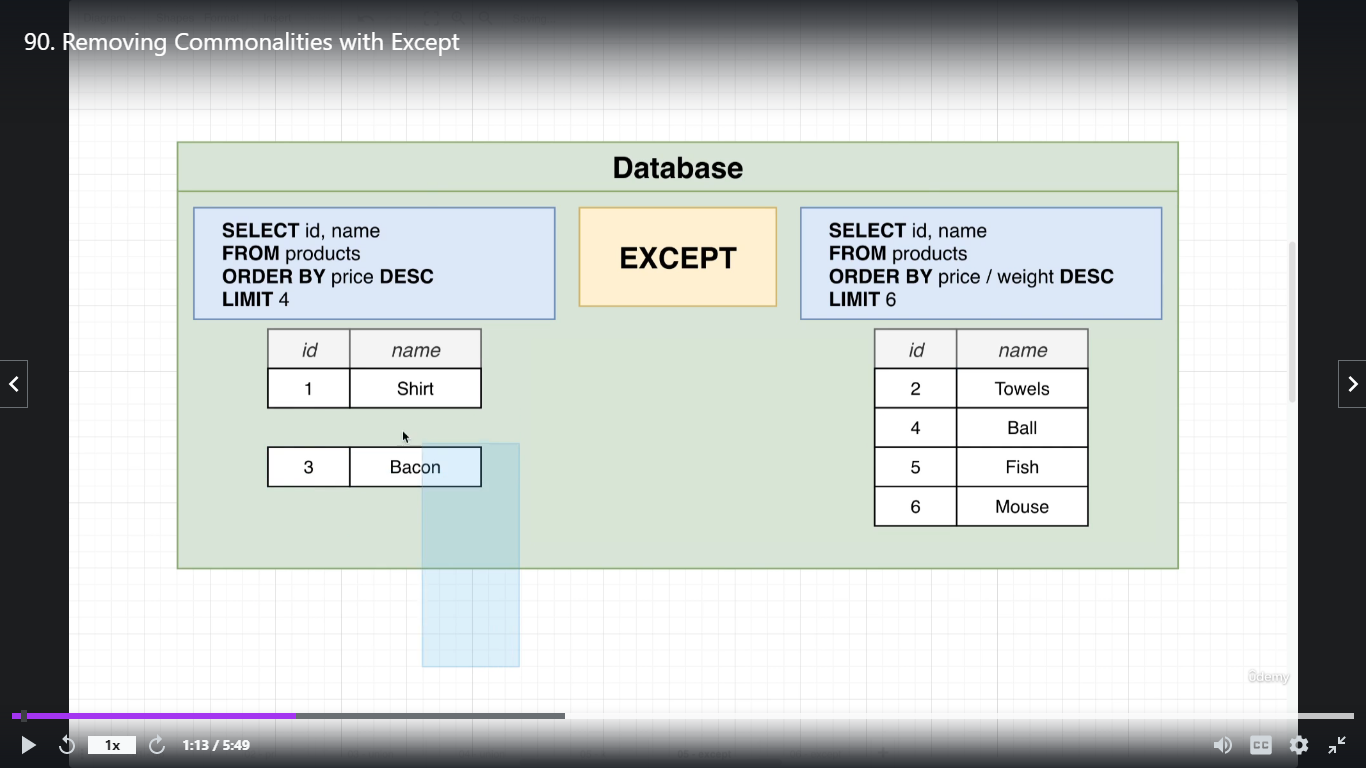 90. Removing Commonalities with Except
Database
SELECT id, name
FROM products
ORDER BY price DESC
LIMIT 4
EXCEPT
SELECT id, name
FROM products
ORDER BY price / weight DESC
LIMIT 6
id name
1 Shirt
3 Bacon
id name
2 Towels
4 Ball
5 Fish
6 Mouse
ûdemy
1x
1:13 / 5:49
CC